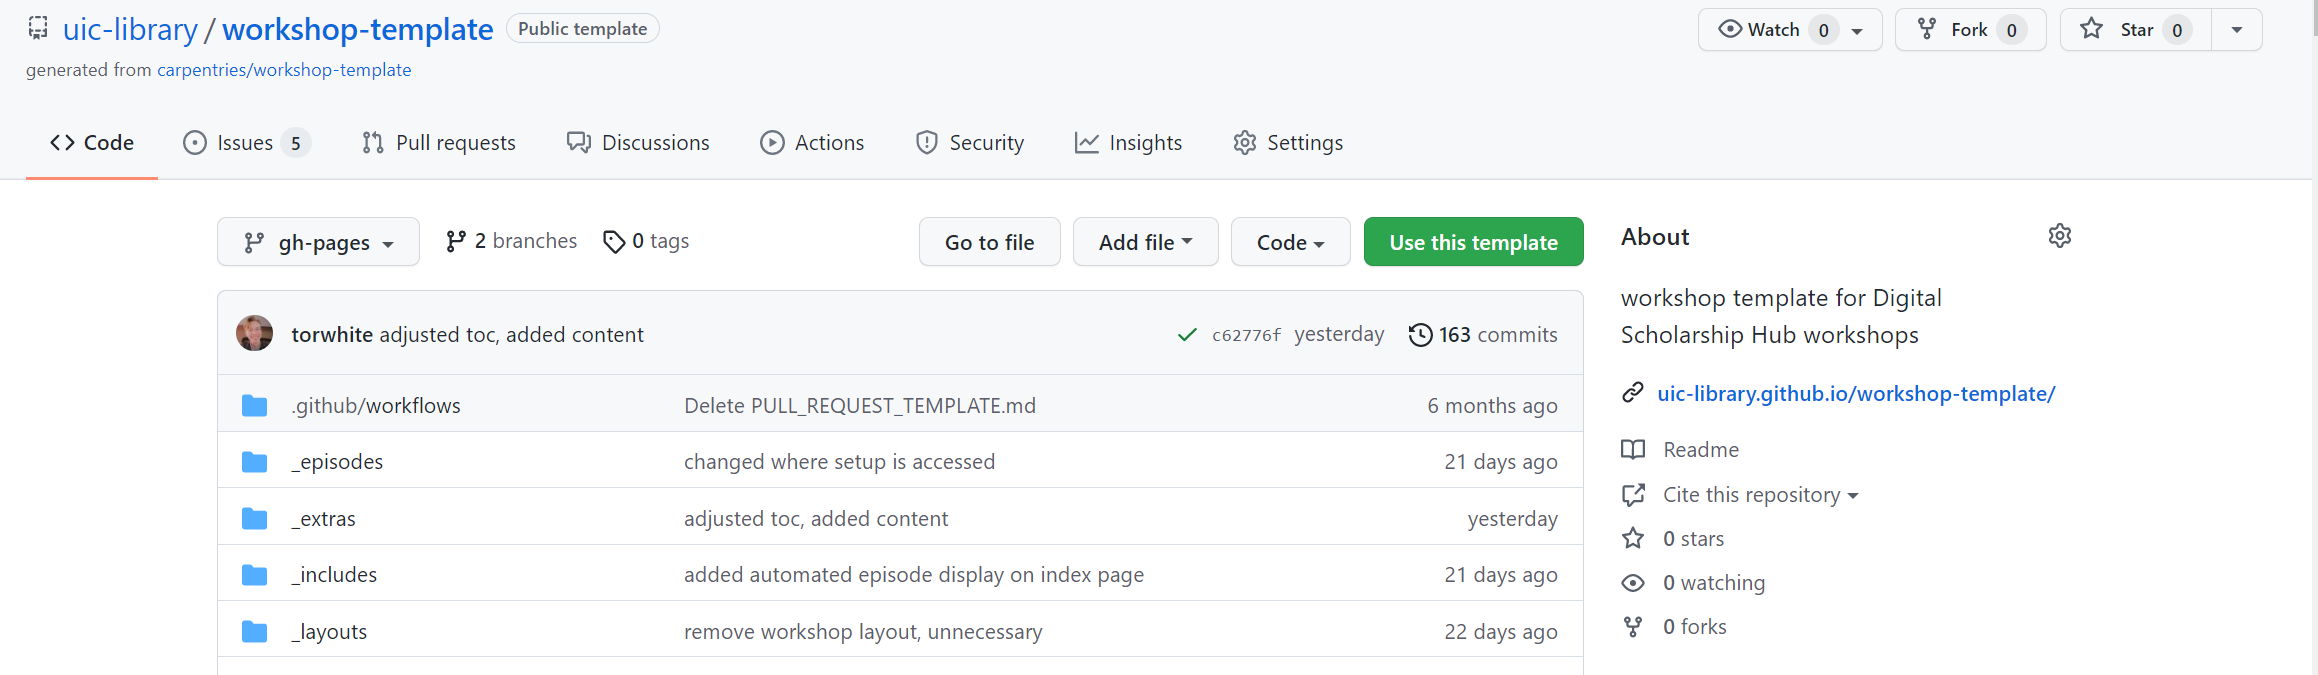 uic-library / workshop-template Public template
Watch 0 Fork 0 Star 0
generated from carpentries/workshop-template
Code Issues 5 Pull requests Discussions Actions Security Insights Settings
gh-pages 2 branches 0 tags Go to file Add file Code Use this template
torwhite adjusted toc, added content c62776f yesterday 163 commits
.github/workflows Delete PULL_REQUEST_TEMPLATE.md 6 months ago
_episodes changed where setup is accessed 21 days ago
_extras adjusted toc, added content yesterday
_includes added automated episode display on index page 21 days ago
_layouts remove workshop layout, unnecessary 22 days ago
About
workshop template for Digital
Scholarship Hub workshops
uic-library.github.io/workshop-template/
Readme
Cite this repository
0 stars
0 watching
0 forks